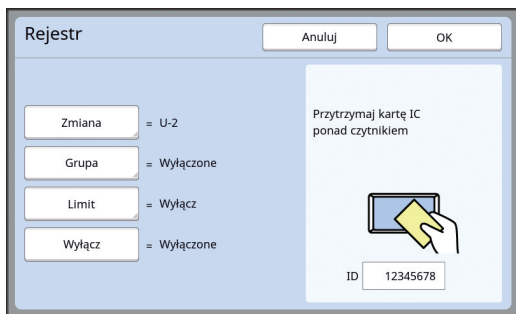 Rejestr
Anuluj
OK
Zmiana = U-2
Grupa = Wyłączone
Limit = Wyłącz
Wyłącz = Wyłączone
Przytrzymaj kartę IC
ponad czytnikiem
ID 12345678